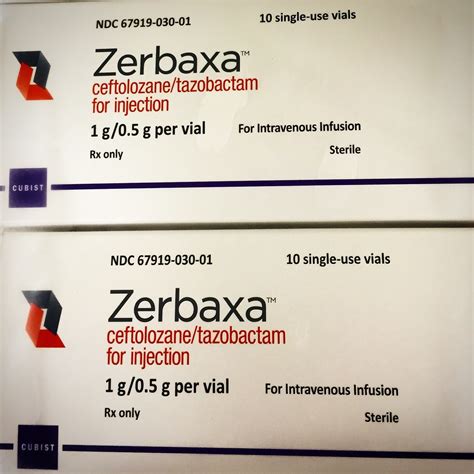 NDC 67919-030-01 10 single-use vials
Zerbaxa™
ceftolozane/tazobactam
for injection
1 g/0.5 g per vial For Intravenous Infusion
Rx only Sterile
CUBIST
NDC 67919-030-01 10 single-use vials
Zerbaxa™
ceftolozane/tazobactam
for injection
1 g/0.5 g per vial For Intravenous Infusion
Rx only Sterile
CUBIST